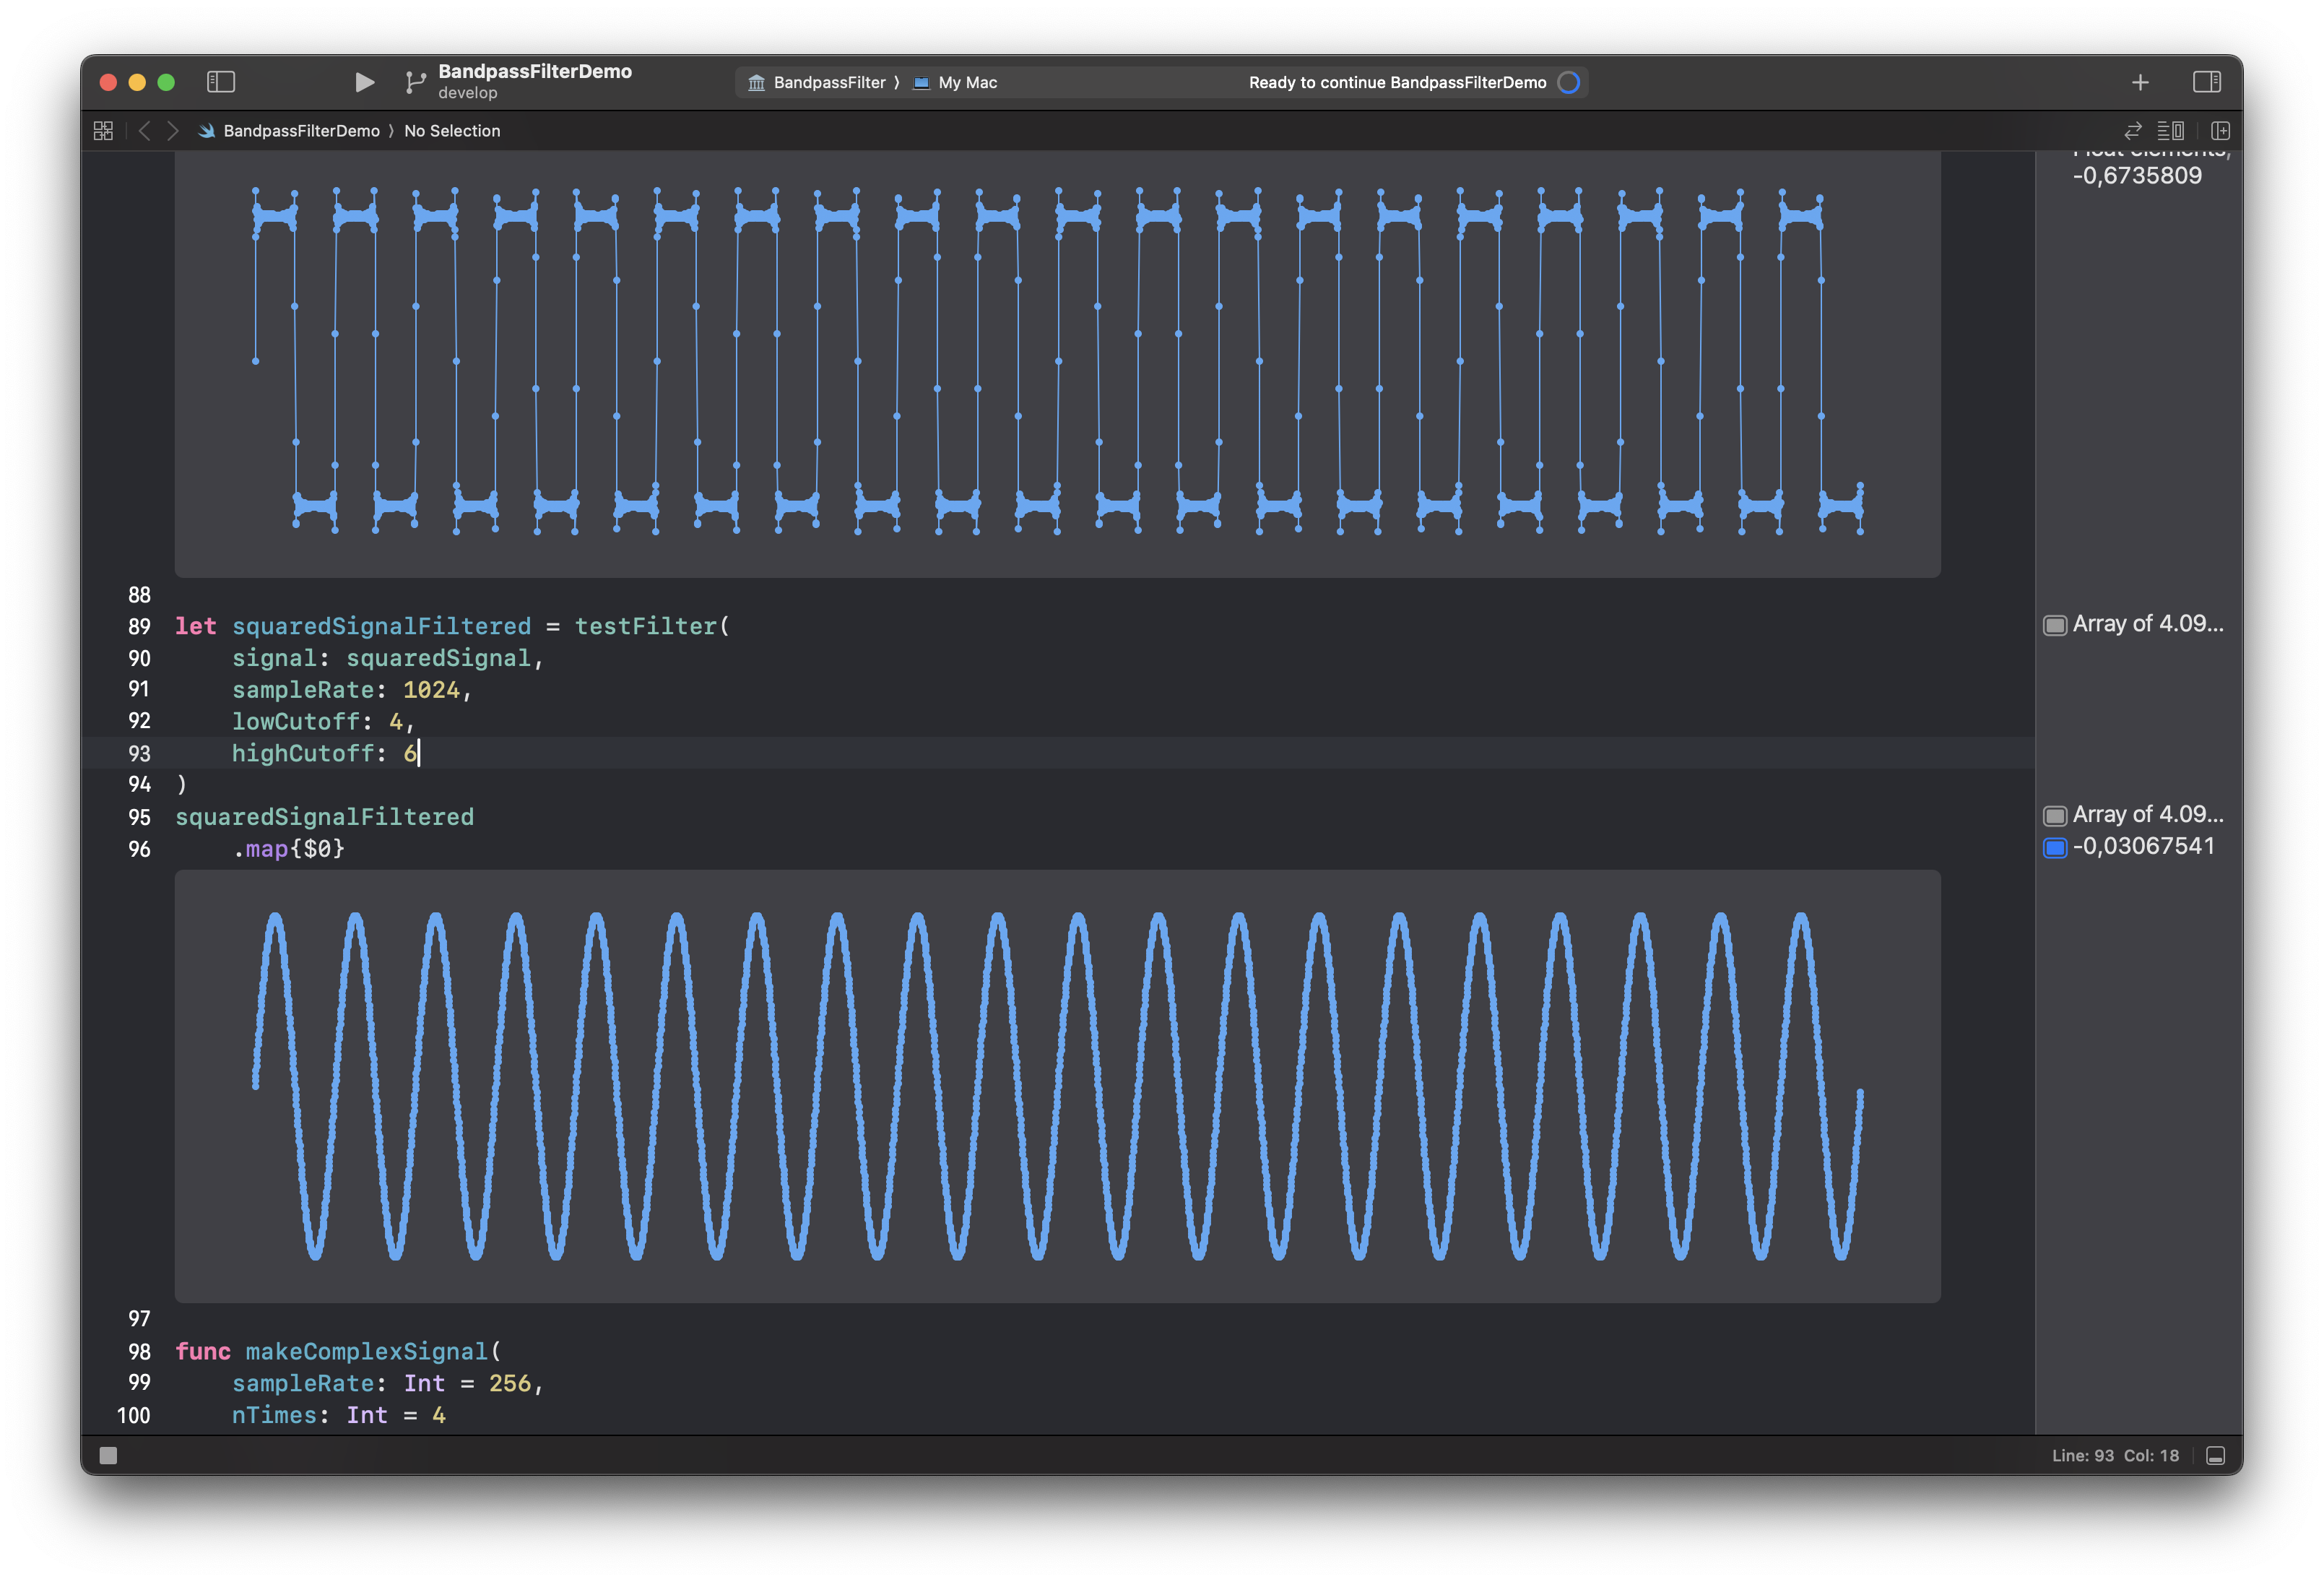 BandpassFilterDemo
develop
BandpassFilter 〉 My Mac
Ready to continue BandpassFilterDemo
BandpassFilterDemo 〉 No Selection
Float elements,
-0,6735809
88
89 let squaredSignalFiltered = testFilter(
Array of 4.09...
90 signal: squaredSignal,
91 sampleRate: 1024,
92 lowCutoff: 4,
93 highCutoff: 6
94 )
95 squaredSignalFiltered
Array of 4.09...
96 .map{$0}
-0,03067541
97
98 func makeComplexSignal(
99 sampleRate: Int = 256,
100 nTimes: Int = 4
Line: 93 Col: 18